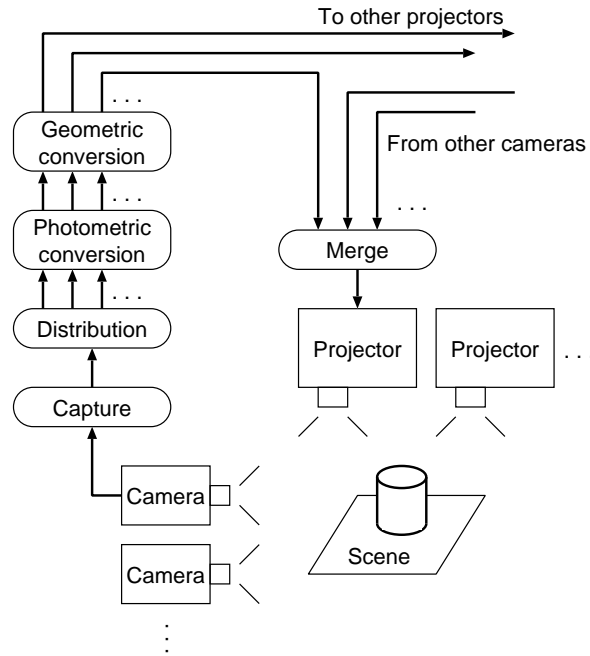 To other projectors
. . .
Geometric
conversion
From other cameras
. . .
Photometric
conversion
. . .
Merge
. . .
Distribution
Projector
Projector
. . .
Capture
Camera
Scene
Camera
. . .